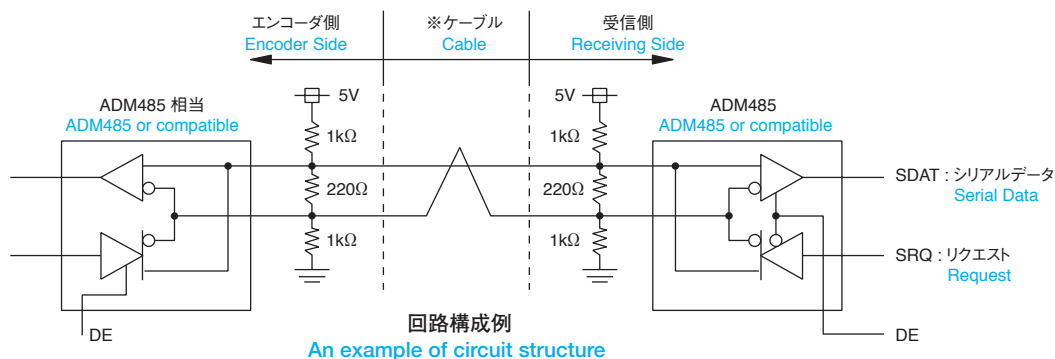 エンコーダ側
Encoder Side
※ケーブル
Cable
受信側
Receiving Side
ADM485 相当
ADM485 or compatible
5V
1kΩ
220Ω
1kΩ
5V
1kΩ
220Ω
1kΩ
ADM485
ADM485 or compatible
SDAT : シリアルデータ
Serial Data
SRQ : リクエスト
Request
DE
DE
回路構成例
An example of circuit structure